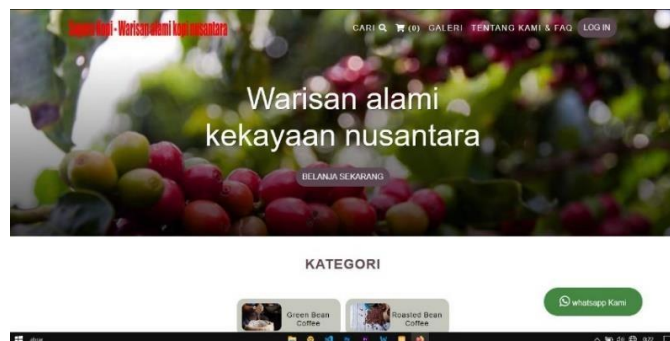 Kopi - Warisan alami kopi nusantara
CARI (0) GALERI TENTANG KAMI & FAQ LOG IN
Warisan alami
kekayaan nusantara
BELANJA SEKARANG
KATEGORI
Green Bean
Coffee
Roasted Bean
Coffee
whatsapp Kami